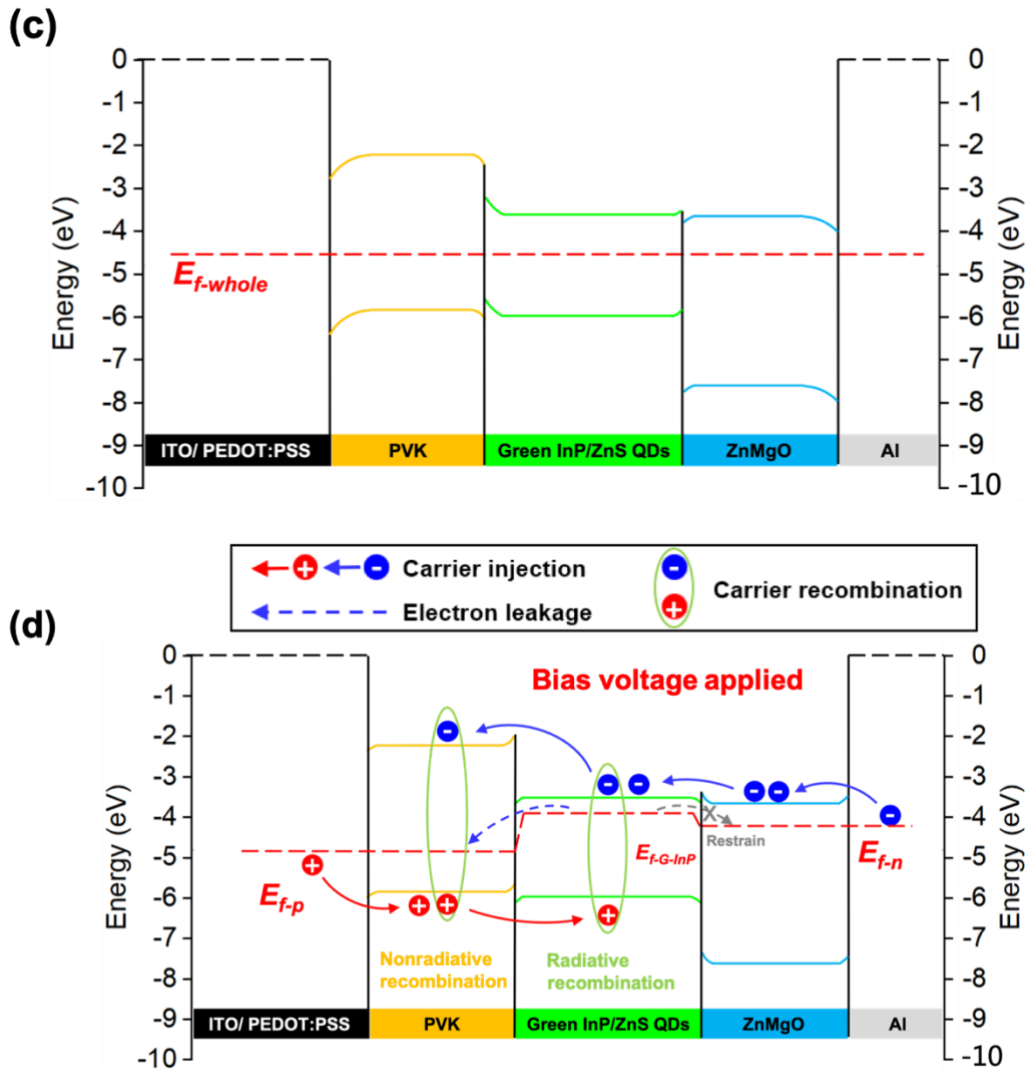 (c)
0 0
-1 -1
-2 -2
-3 -3
-4 -4
-5 -5
-6 -6
-7 -7
-8 -8
-9 -9
-10 -10
Energy (eV)
Energy (eV)
Ef-whole
ITO/ PEDOT:PSS PVK Green InP/ZnS QDs ZnMgO Al
+ - Carrier injection
Electron leakage
- + Carrier recombination
(d)
0 0
-1 -1
-2 -2
-3 -3
-4 -4
-5 -5
-6 -6
-7 -7
-8 -8
-9 -9
-10 -10
Energy (eV)
Energy (eV)
Bias voltage applied
- - - - - -
X
Restrain
Ef-G-InP
Ef-n
Ef-p
+ + + +
Nonradiative
recombination
Radiative
recombination
ITO/ PEDOT:PSS PVK Green InP/ZnS QDs ZnMgO Al